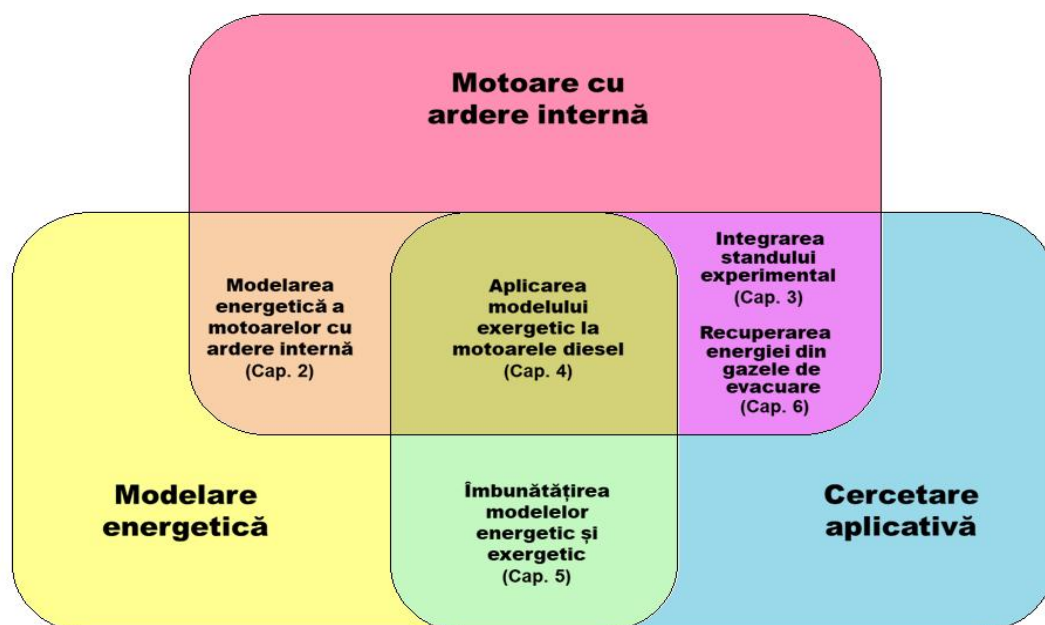 Motoare cu
ardere internă
Modelarea
energetică a
motoarelor cu
ardere internă
(Cap. 2)
Aplicarea
modelului
exergetic la
motoarele diesel
(Cap. 4)
Integrarea
standului
experimental
(Cap. 3)
Recuperarea
energiei din
gazele de
evacuare
(Cap. 6)
Modelare
energetică
Îmbunătățirea
modelelor
energetic și
exergetic
(Cap. 5)
Cercetare
aplicativă